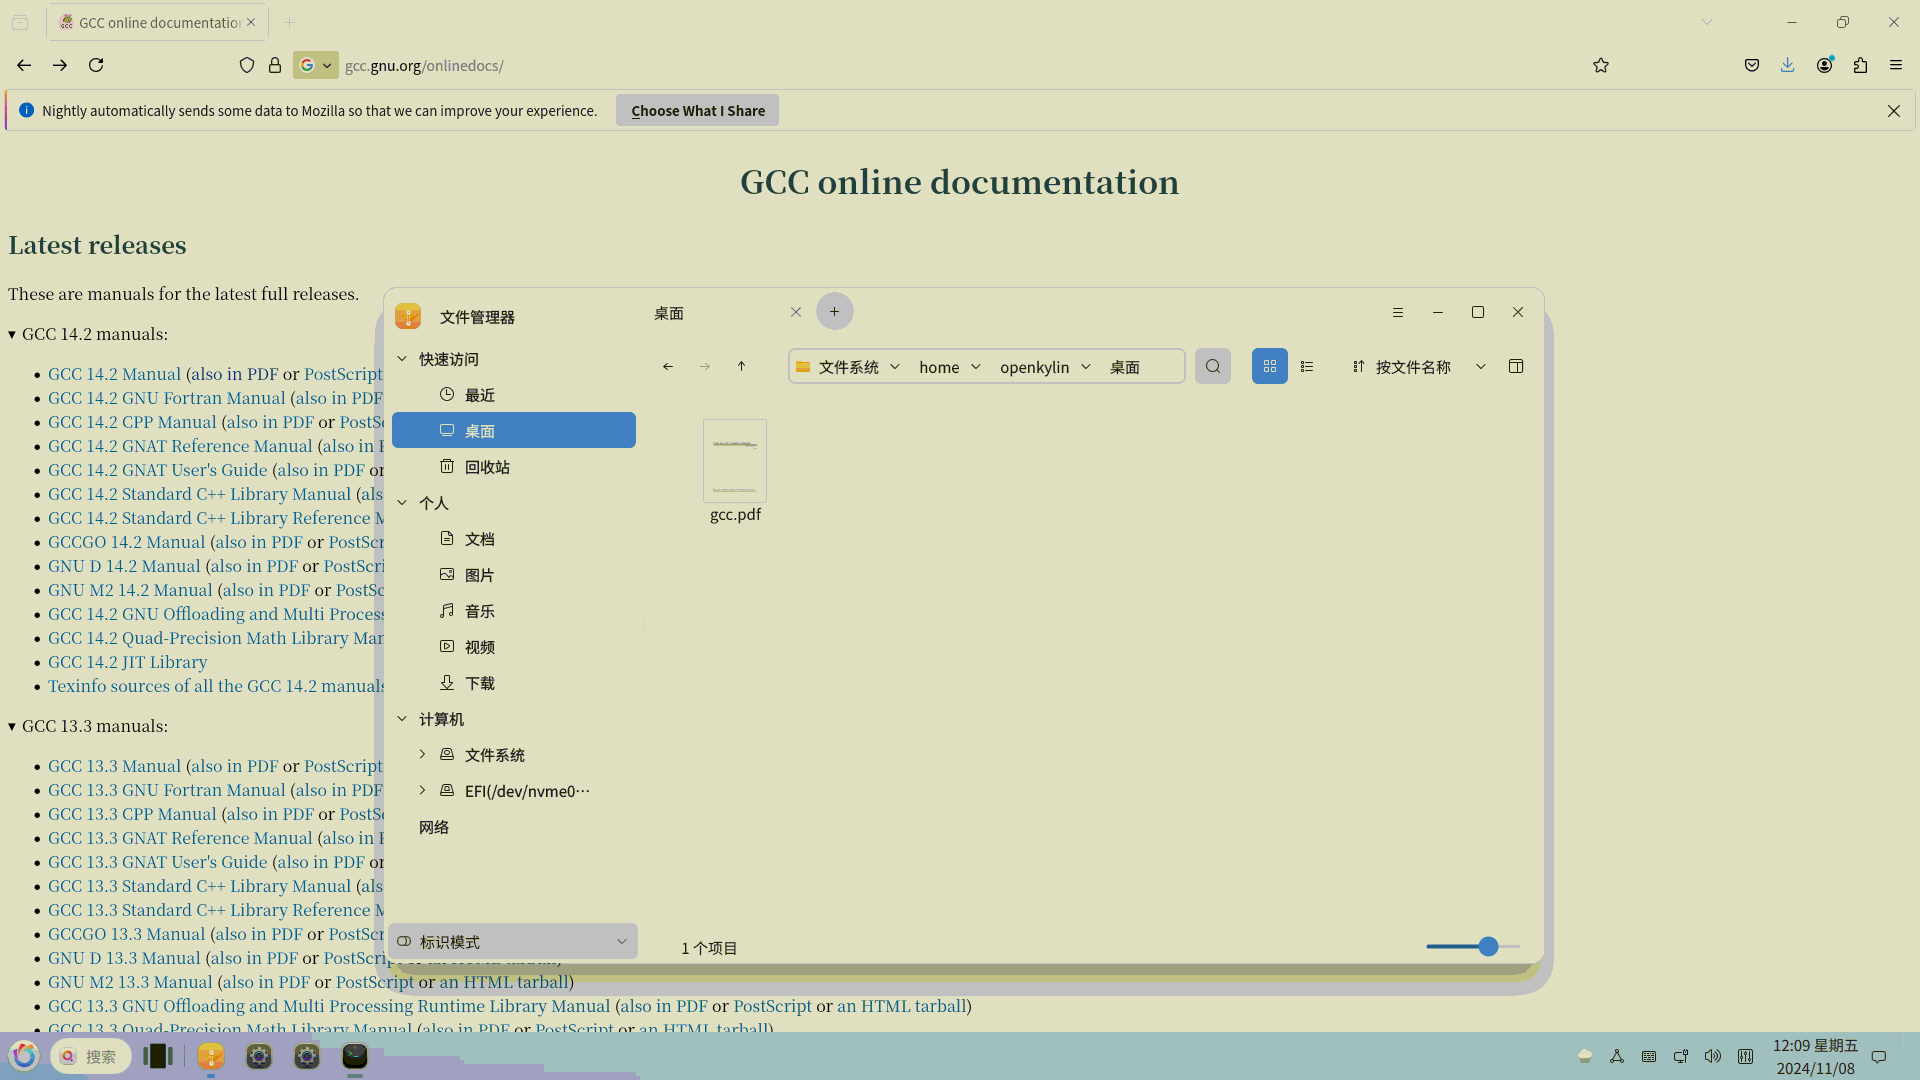 GCC online documentation
gcc.gnu.org/onlinedocs/
Nightly automatically sends some data to Mozilla so that we can improve your experience.
Choose What I Share
GCC online documentation
Latest releases
These are manuals for the latest full releases.
GCC 14.2 manuals:
GCC 14.2 Manual (also in PDF or PostScript
GCC 14.2 GNU Fortran Manual (also in PDF
GCC 14.2 CPP Manual (also in PDF or PostSc
GCC 14.2 GNAT Reference Manual (also in
GCC 14.2 GNAT User's Guide (also in PDF or
GCC 14.2 Standard C++ Library Manual (als
GCC 14.2 Standard C++ Library Reference M
GCCGO 14.2 Manual (also in PDF or PostScr
GNU D 14.2 Manual (also in PDF or PostScri
GNU M2 14.2 Manual (also in PDF or PostSc
GCC 14.2 GNU Offloading and Multi Process
GCC 14.2 Quad-Precision Math Library Man
GCC 14.2 JIT Library
Texinfo sources of all the GCC 14.2 manuals
GCC 13.3 manuals:
GCC 13.3 Manual (also in PDF or PostScript
GCC 13.3 GNU Fortran Manual (also in PDF
GCC 13.3 CPP Manual (also in PDF or PostSc
GCC 13.3 GNAT Reference Manual (also in
GCC 13.3 GNAT User's Guide (also in PDF or
GCC 13.3 Standard C++ Library Manual (als
GCC 13.3 Standard C++ Library Reference M
GCCGO 13.3 Manual (also in PDF or PostScr
GNU D 13.3 Manual (also in PDF or PostScript or an HTML tarball)
GNU M2 13.3 Manual (also in PDF or PostScript or an HTML tarball)
GCC 13.3 GNU Offloading and Multi Processing Runtime Library Manual (also in PDF or PostScript or an HTML tarball)
GCC 13.3 Quad-Precision Math Library Manual (also in PDF or PostScript or an HTML tarball)
文件管理器
桌面
快速访问
最近
桌面
回收站
个人
文档
图片
音乐
视频
下载
计算机
文件系统
EFI(/dev/nvme0…
网络
标识模式
文件系统 home openkylin 桌面
按文件名称
gcc.pdf
1 个项目
搜索
12:09 星期五
2024/11/08